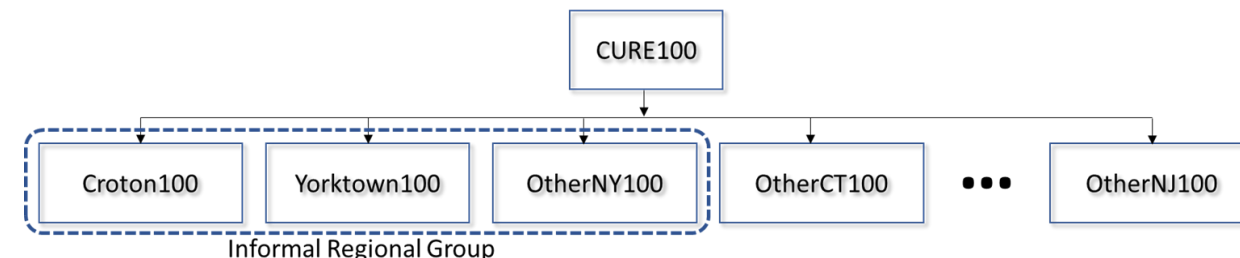 CURE100
Croton100
Yorktown100
OtherNY100
OtherCT100
OtherNJ100
Informal Regional Group